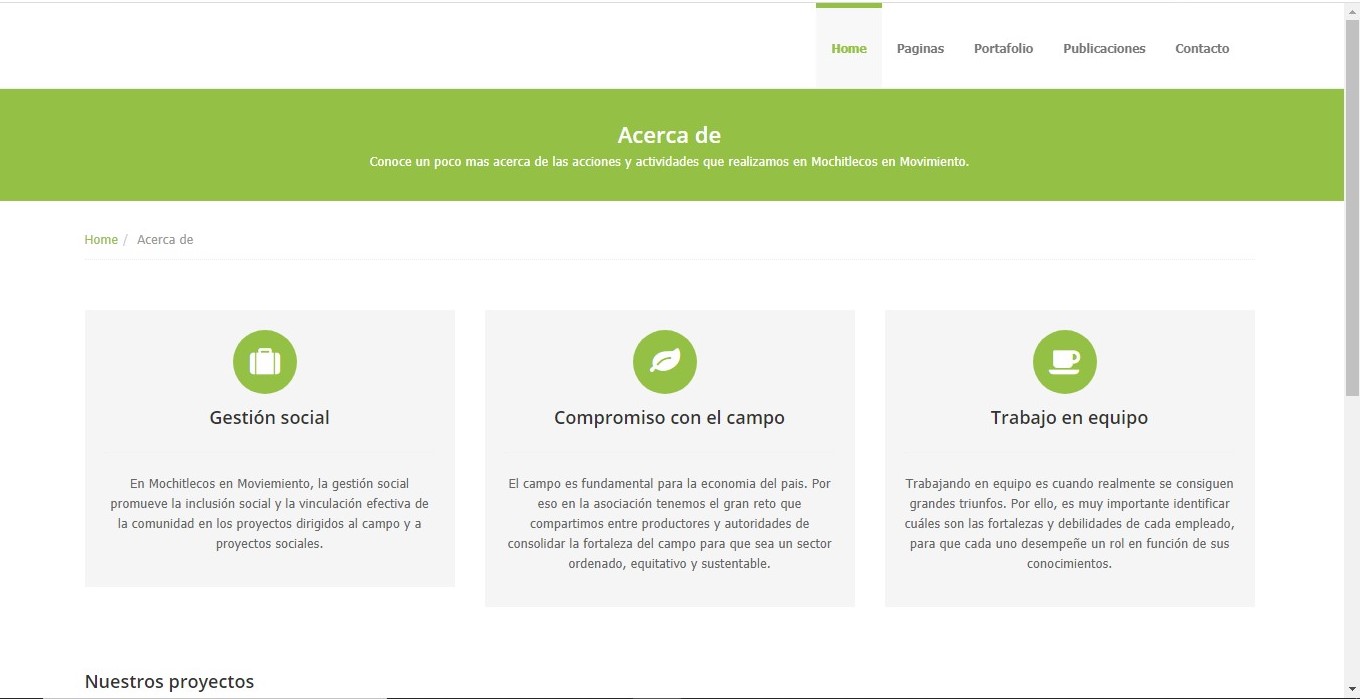 Home Paginas Portafolio Publicaciones Contacto
Acerca de
Conoce un poco mas acerca de las acciones y actividades que realizamos en Mochitlecos en Movimiento.
Home / Acerca de
Gestión social
En Mochitlecos en Moviemiento, la gestión social
promueve la inclusión social y la vinculación efectiva de
la comunidad en los proyectos dirigidos al campo y a
proyectos sociales.
Compromiso con el campo
El campo es fundamental para la economia del pais. Por
eso en la asociación tenemos el gran reto que
compartimos entre productores y autoridades de
consolidar la fortaleza del campo para que sea un sector
ordenado, equitativo y sustentable.
Trabajo en equipo
Trabajando en equipo es cuando realmente se consiguen
grandes triunfos. Por ello, es muy importante identificar
cuáles son las fortalezas y debilidades de cada empleado,
para que cada uno desempeñe un rol en función de sus
conocimientos.
Nuestros proyectos